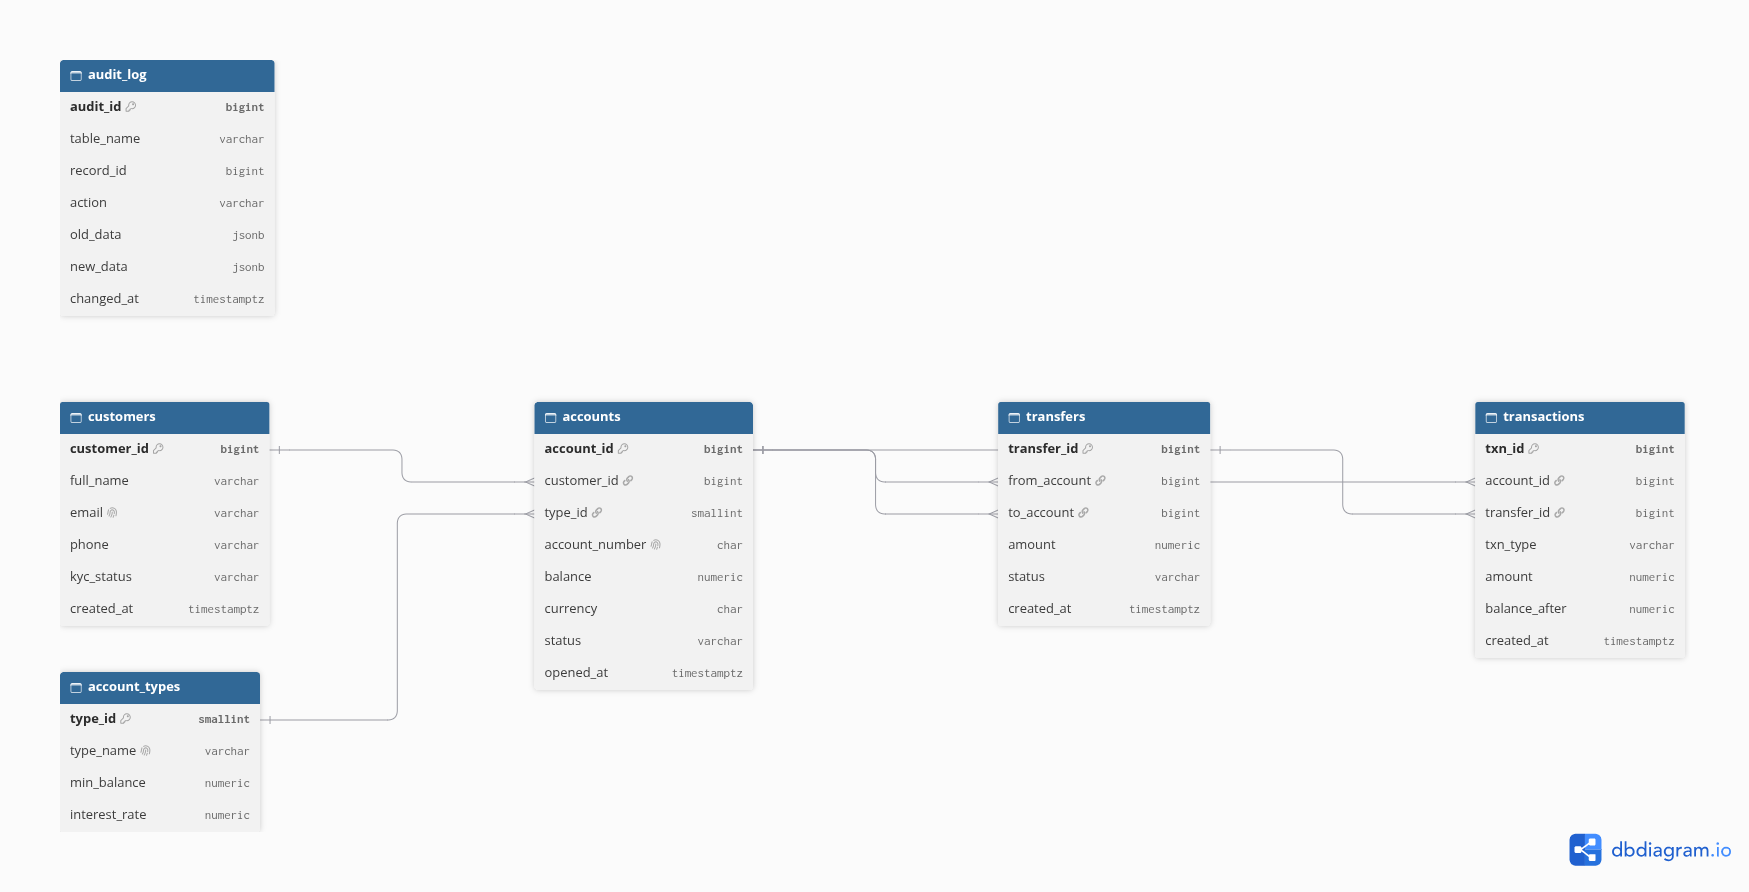 audit_log
audit_id bigint
table_name varchar
record_id bigint
action varchar
old_data jsonb
new_data jsonb
changed_at timestamptz
customers
customer_id bigint
full_name varchar
email varchar
phone varchar
kyc_status varchar
created_at timestamptz
account_types
type_id smallint
type_name varchar
min_balance numeric
interest_rate numeric
accounts
account_id bigint
customer_id bigint
type_id smallint
account_number char
balance numeric
currency char
status varchar
opened_at timestamptz
transfers
transfer_id bigint
from_account bigint
to_account bigint
amount numeric
status varchar
created_at timestamptz
transactions
txn_id bigint
account_id bigint
transfer_id bigint
txn_type varchar
amount numeric
balance_after numeric
created_at timestamptz
dbdiagram.io